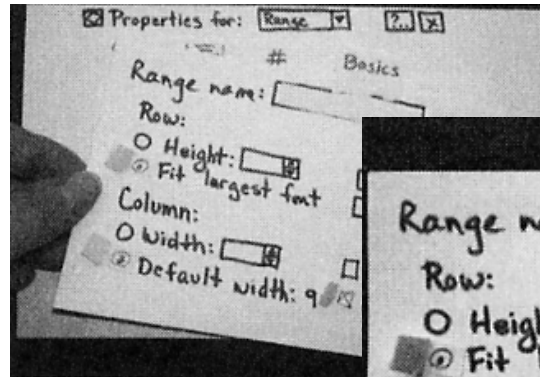 Properties for: Range ?.. X
# Basics
Range name:
Row:
Height:
Fit largest font
Column:
Width:
Default width: 9
Range n
Row:
Heigh
Fit l